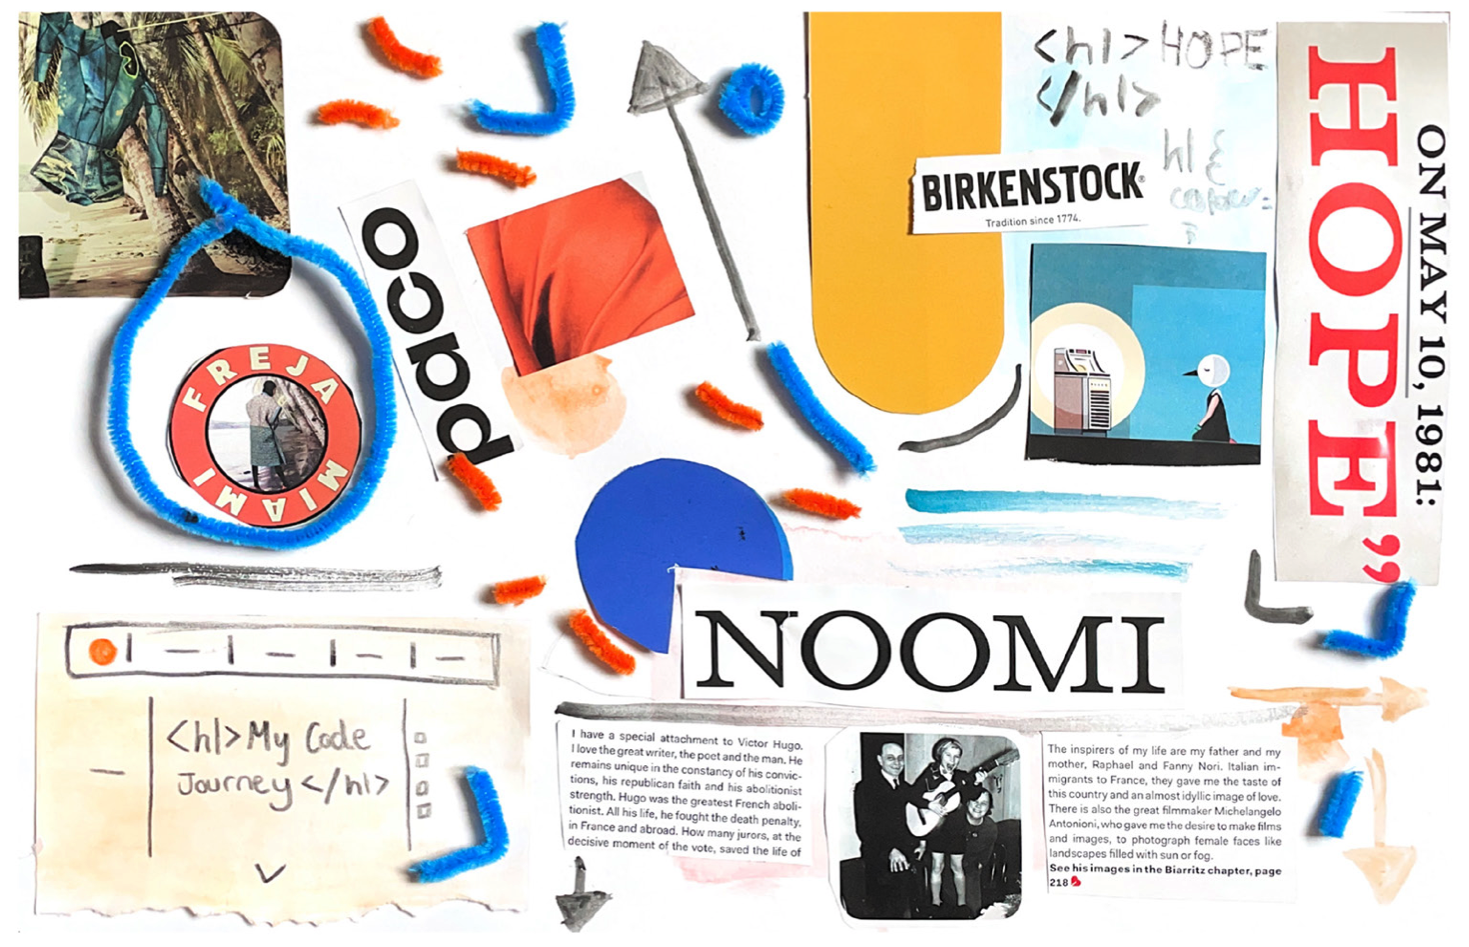 <h1>HOPE
</h1>
h1 {
ON MAY 10, 1981:
HOPE”
BIRKENSTOCK®
Tradition since 1774.
paco
FREJA
MIAMI
NOOMI
<h1>My Code
Journey</h1>
I have a special attachment to Victor Hugo.
I love the great writer, the poet and the man. He
remains unique in the constancy of his convic-
tions, his republican faith and his abolitionist
strength. Hugo was the greatest French aboli-
tionist. All his life, he fought the death penalty,
in France and abroad. How many jurors, at the
decisive moment of the vote, saved the life of
The inspirers of my life are my father and my
mother, Raphael and Fanny Nori. Italian im-
migrants to France, they gave me the taste of
this country and an almost idyllic image of love.
There is also the great filmmaker Michelangelo
Antonioni, who gave me the desire to make films
and images, to photograph female faces like
landscapes filled with sun or fog.
See his images in the Biarritz chapter, page
218